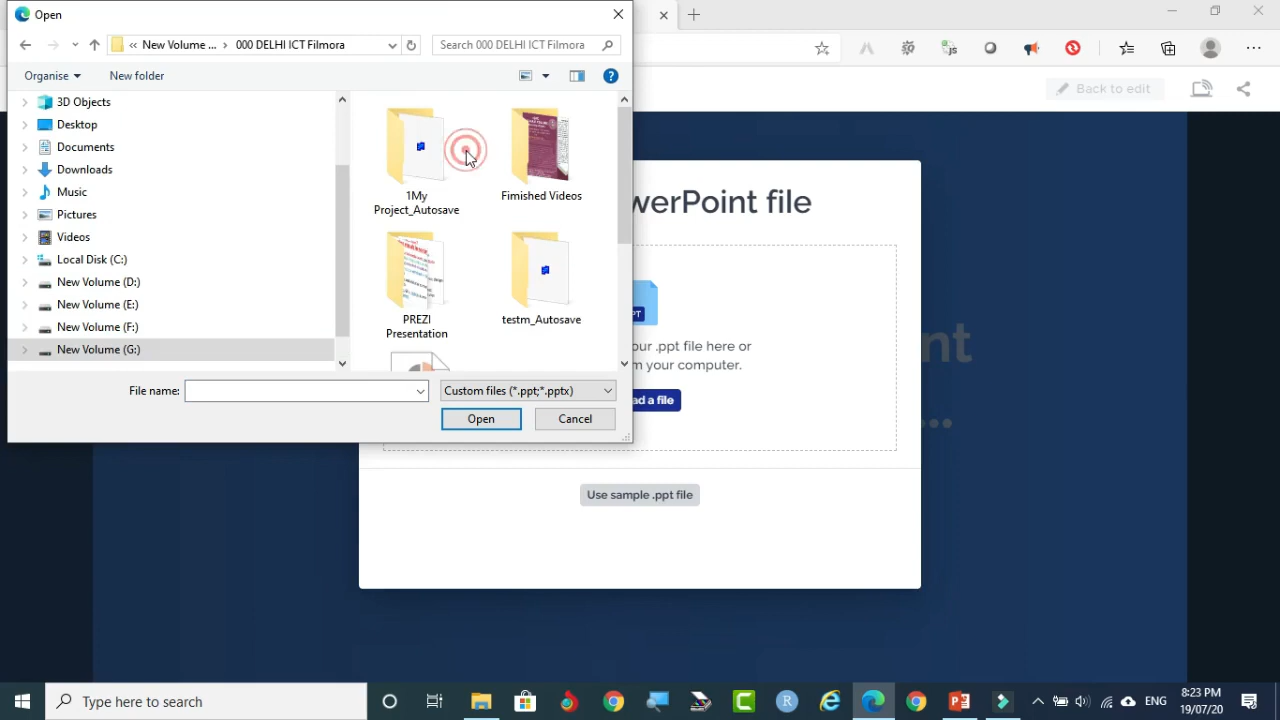 Open
New Volume ...
000 DELHI ICT Filmora
Search 000 DELHI ICT Filmora
Organise
New folder
3D Objects
Desktop
Documents
Downloads
Music
Pictures
Videos
Local Disk (C:)
New Volume (D:)
New Volume (E:)
New Volume (F:)
New Volume (G:)
1My
Project_Autosave
Fimished Videos
PREZI
Presentation
testm_Autosave
File name:
Custom files (*.ppt;*.pptx)
Open
Cancel
Back to edit
werPoint file
PT
our .ppt file here or
m your computer.
ad a file
Use sample .ppt file
nt
Type here to search
ENG
8:23 PM
19/07/20